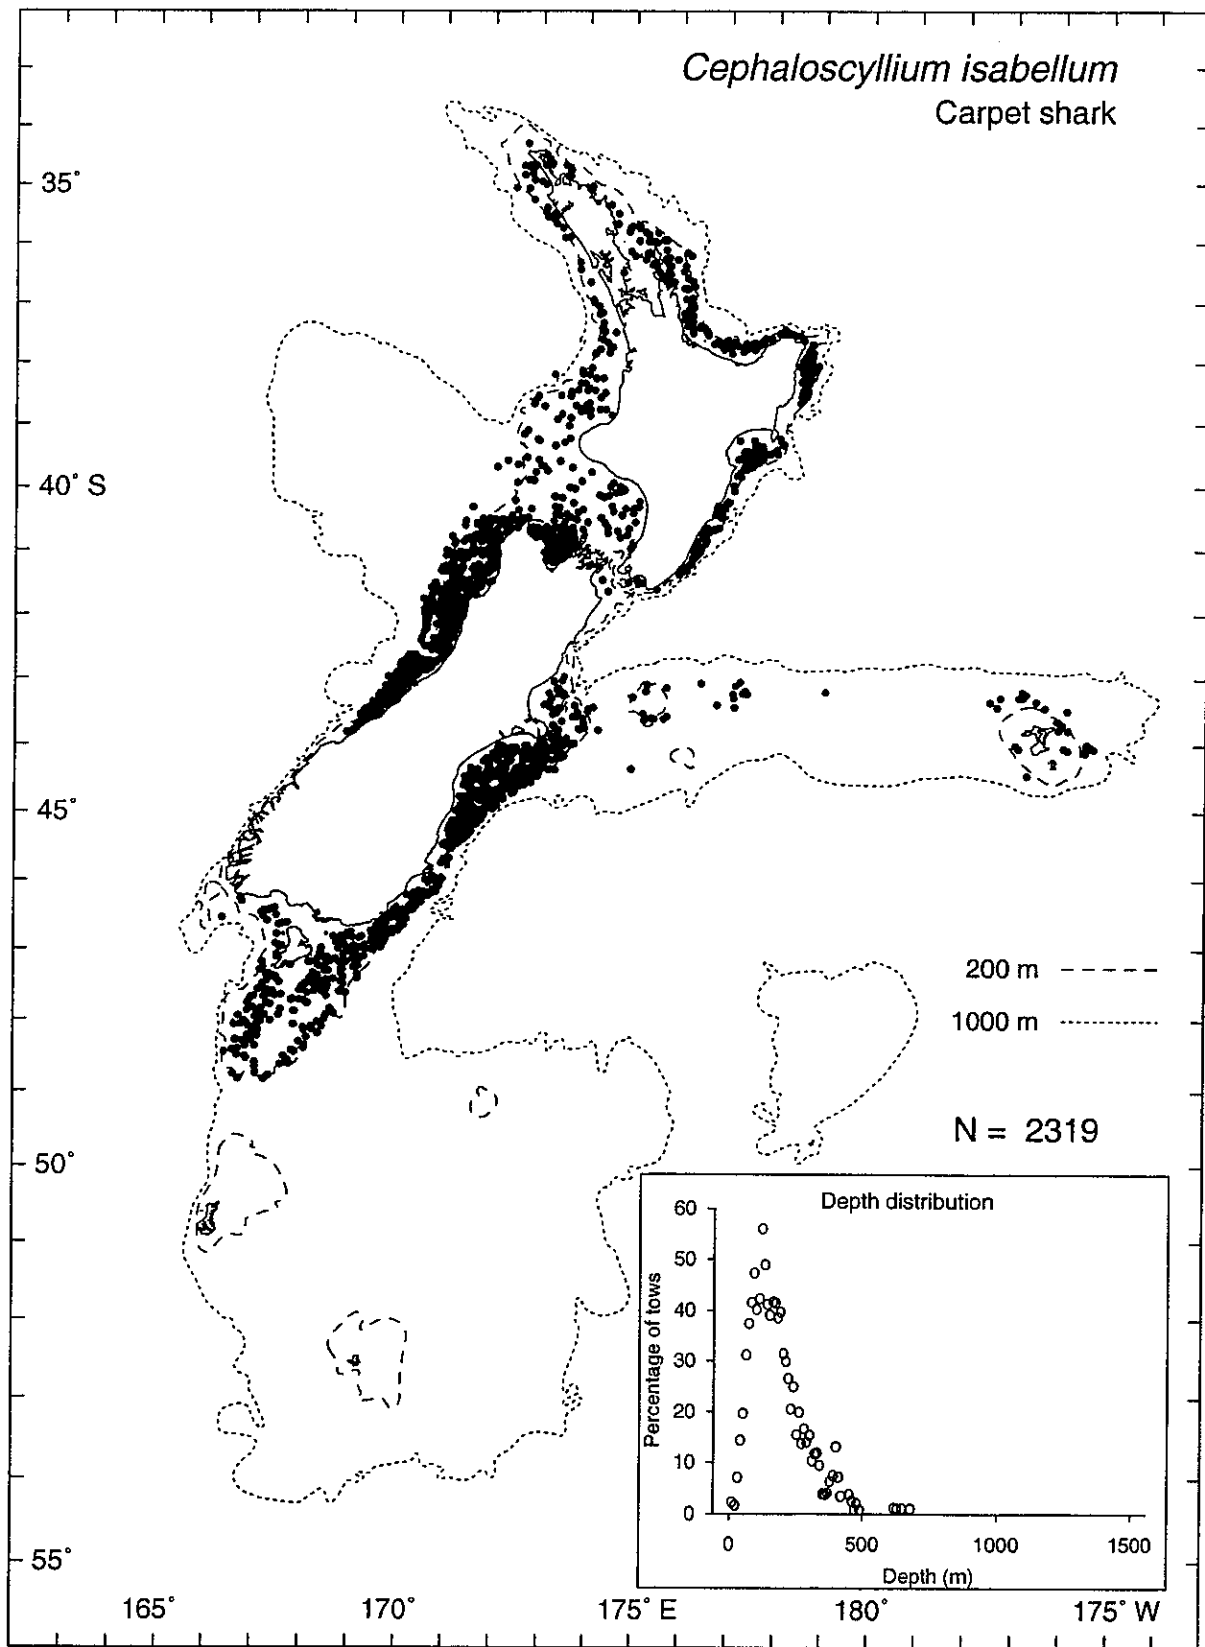 Cephaloscyllium isabellum
Carpet shark
35°
40° S
45°
200 m
1000 m
N = 2319
50°
Depth distribution
60
50
40
30
20
10
0
Percentage of tows
0 500 1000 1500
Depth (m)
55°
165° 170° 175° E 180° 175° W